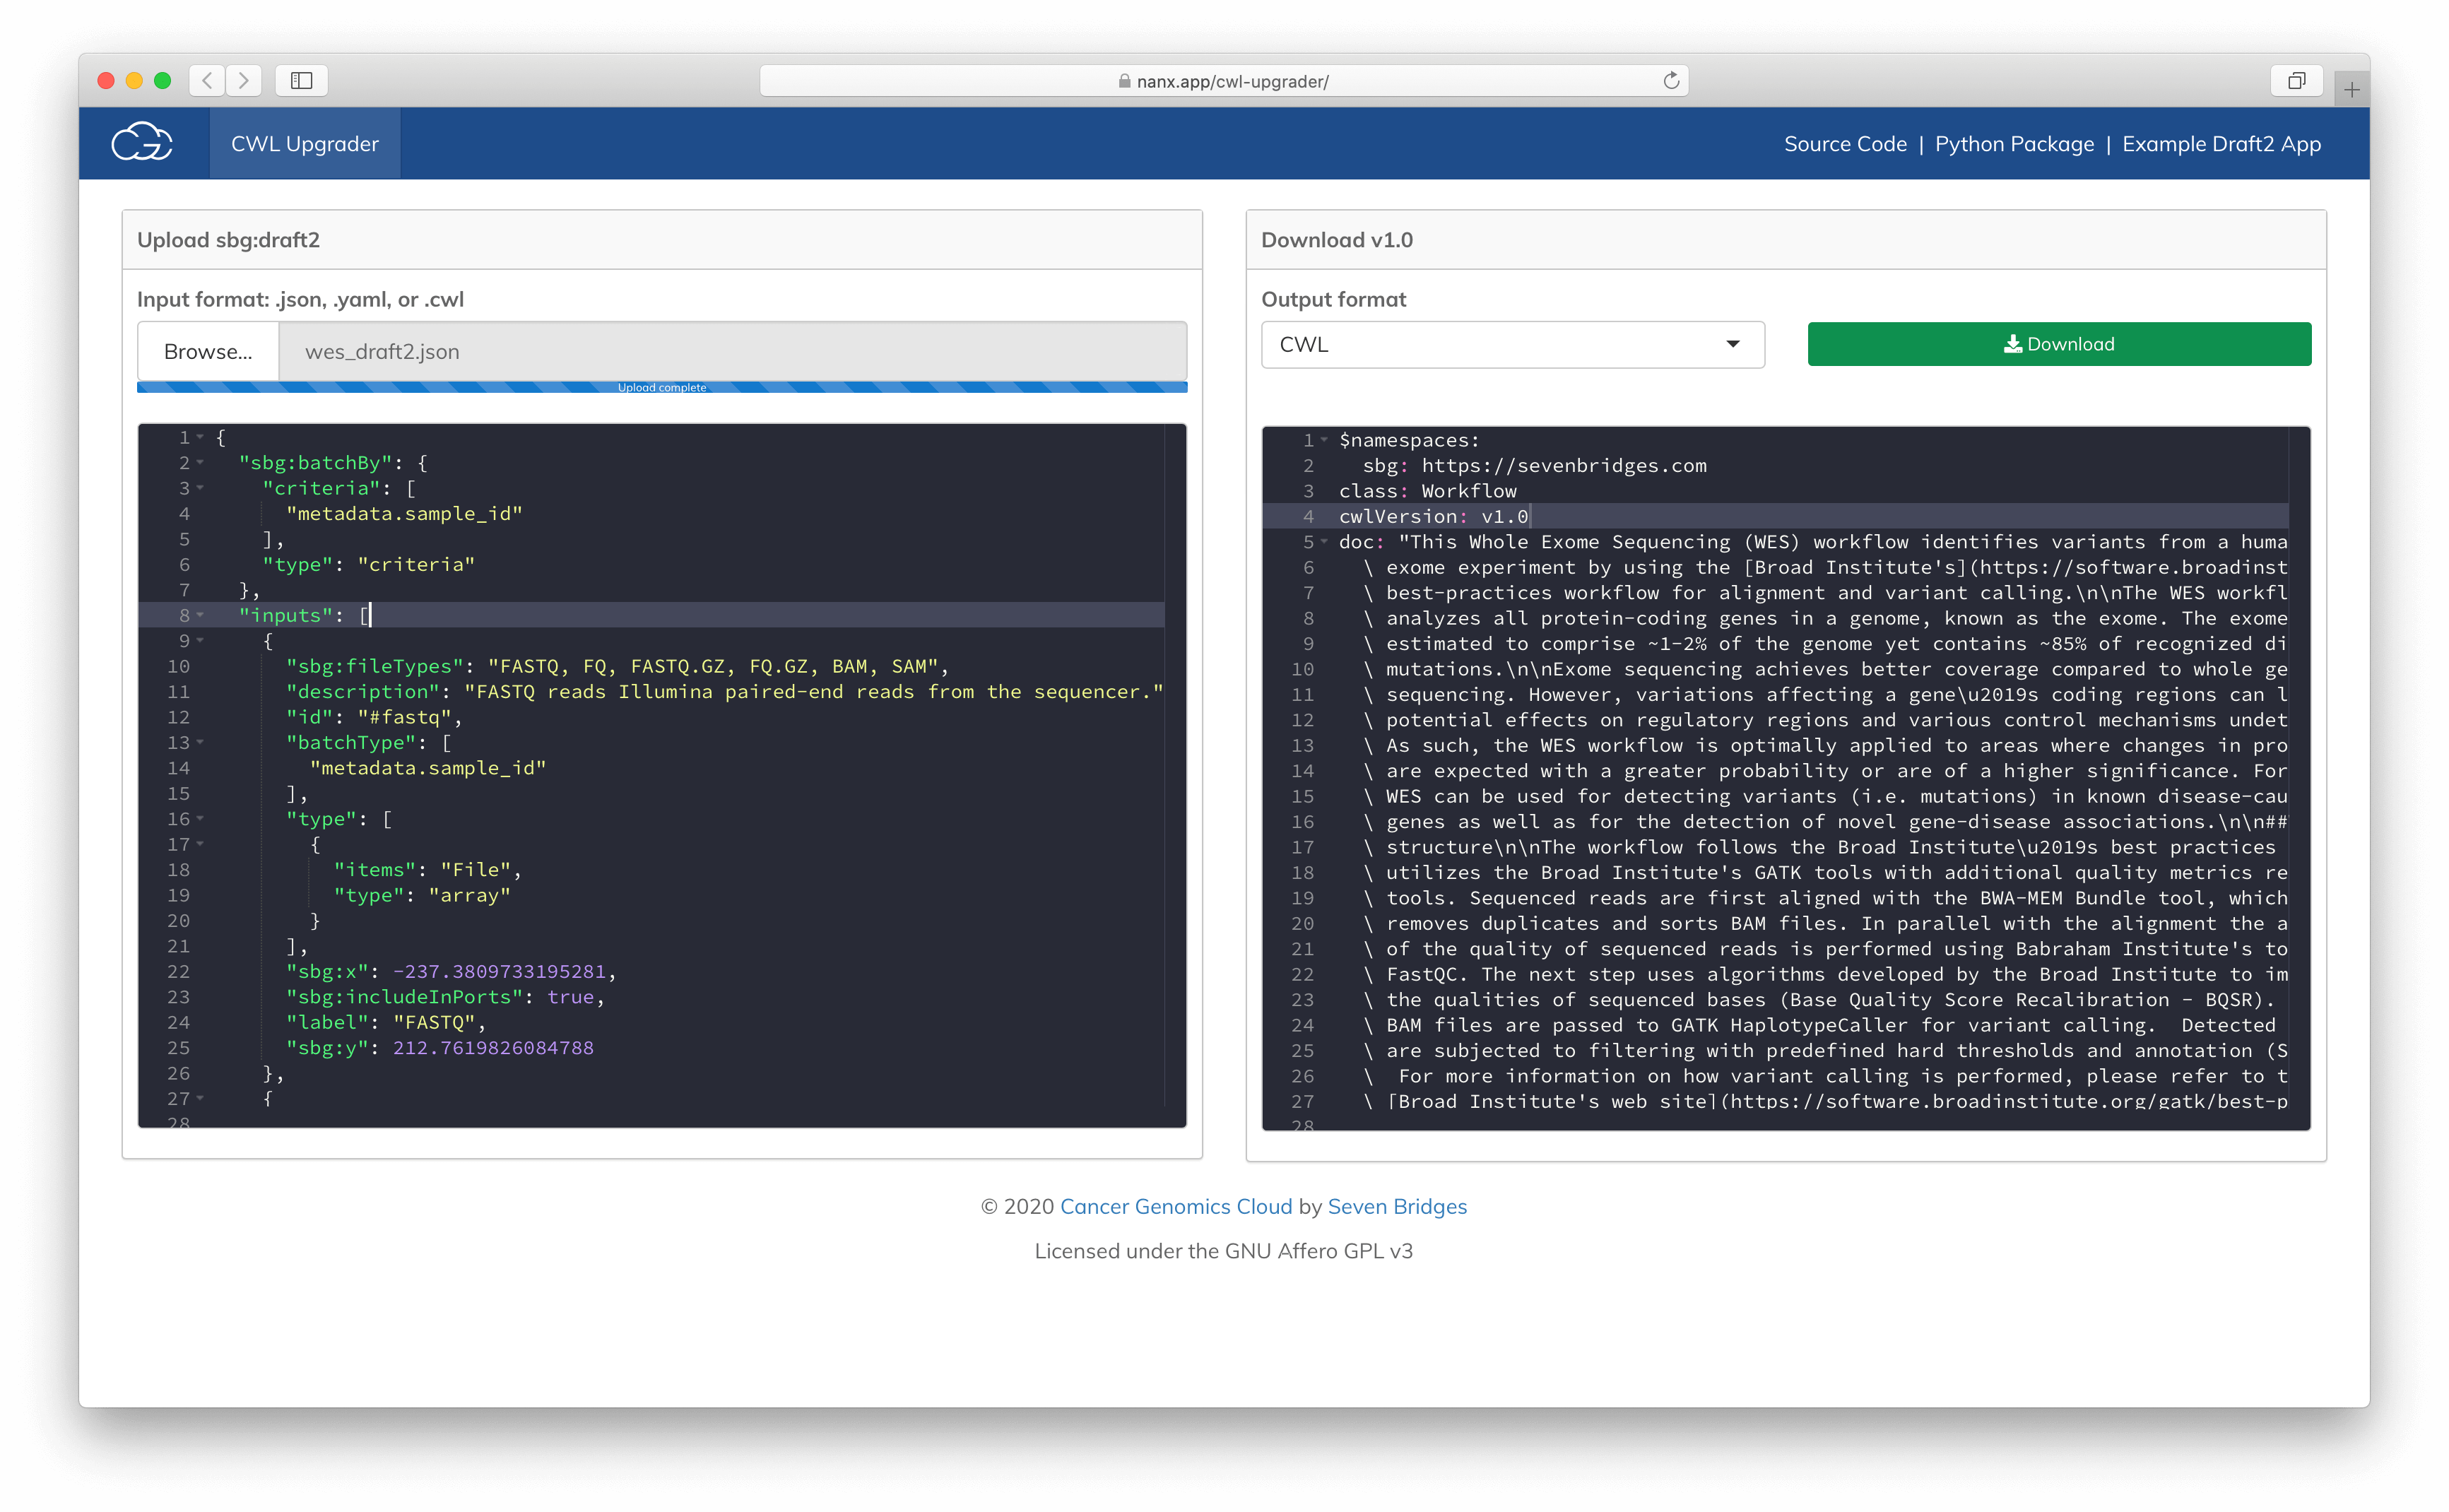 nanx.app/cwl-upgrader/
CWL Upgrader
Source Code | Python Package | Example Draft2 App
Upload sbg:draft2
Input format: .json, .yaml, or .cwl
Browse... wes_draft2.json
Upload complete
1 {
2 "sbg:batchBy": {
3 "criteria": [
4 "metadata.sample_id"
5 ],
6 "type": "criteria"
7 },
8 "inputs": [
9 {
10 "sbg:fileTypes": "FASTQ, FQ, FASTQ.GZ, FQ.GZ, BAM, SAM",
11 "description": "FASTQ reads Illumina paired-end reads from the sequencer."
12 "id": "#fastq",
13 "batchType": [
14 "metadata.sample_id"
15 ],
16 "type": [
17 {
18 "items": "File",
19 "type": "array"
20 }
21 ],
22 "sbg:x": -237.3809733195281,
23 "sbg:includeInPorts": true,
24 "label": "FASTQ",
25 "sbg:y": 212.7619826084788
26 },
27 {
28
Download v1.0
Output format
CWL
Download
1 $namespaces:
2 sbg: https://sevenbridges.com
3 class: Workflow
4 cwlVersion: v1.0
5 doc: "This Whole Exome Sequencing (WES) workflow identifies variants from a huma
6 \ exome experiment by using the [Broad Institute's](https://software.broadinst
7 \ best-practices workflow for alignment and variant calling.\n\nThe WES workfl
8 \ analyzes all protein-coding genes in a genome, known as the exome. The exome
9 \ estimated to comprise ~1-2% of the genome yet contains ~85% of recognized di
10 \ mutations.\n\nExome sequencing achieves better coverage compared to whole ge
11 \ sequencing. However, variations affecting a gene\u2019s coding regions can l
12 \ potential effects on regulatory regions and various control mechanisms undet
13 \ As such, the WES workflow is optimally applied to areas where changes in pro
14 \ are expected with a greater probability or are of a higher significance. For
15 \ WES can be used for detecting variants (i.e. mutations) in known disease-cau
16 \ genes as well as for the detection of novel gene-disease associations.\n\n##
17 \ structure\n\nThe workflow follows the Broad Institute\u2019s best practices
18 \ utilizes the Broad Institute's GATK tools with additional quality metrics re
19 \ tools. Sequenced reads are first aligned with the BWA-MEM Bundle tool, which
20 \ removes duplicates and sorts BAM files. In parallel with the alignment the a
21 \ of the quality of sequenced reads is performed using Babraham Institute's to
22 \ FastQC. The next step uses algorithms developed by the Broad Institute to im
23 \ the qualities of sequenced bases (Base Quality Score Recalibration - BQSR).
24 \ BAM files are passed to GATK HaplotypeCaller for variant calling.  Detected
25 \ are subjected to filtering with predefined hard thresholds and annotation (S
26 \  For more information on how variant calling is performed, please refer to t
27 \ [Broad Institute's web site](https://software.broadinstitute.org/gatk/best-p
28
© 2020 Cancer Genomics Cloud by Seven Bridges
Licensed under the GNU Affero GPL v3